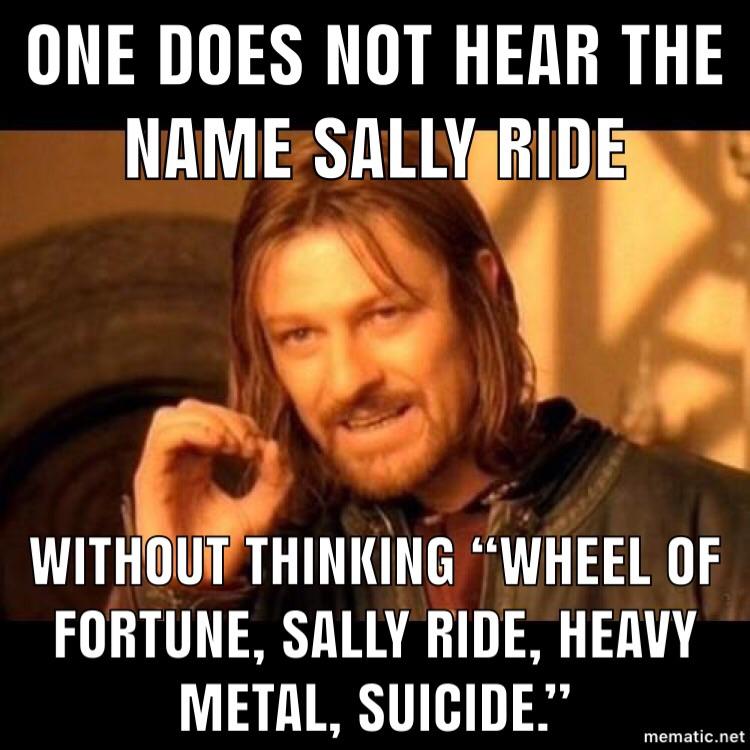 ONE DOES NOT HEAR THE
NAME SALLY RIDE
WITHOUT THINKING “WHEEL OF
FORTUNE, SALLY RIDE, HEAVY
METAL, SUICIDE.”
mematic.net